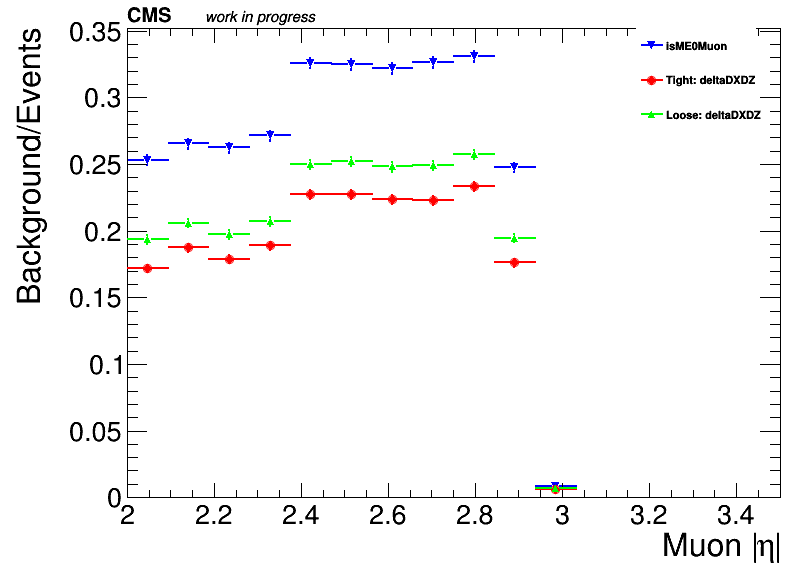 CMS work in progress
Background/Events
0.35
0.3
0.25
0.2
0.15
0.1
0.05
0
isME0Muon
Tight: deltaDXDZ
Loose: deltaDXDZ
2 2.2 2.4 2.6 2.8 3 3.2 3.4
Muon |η|